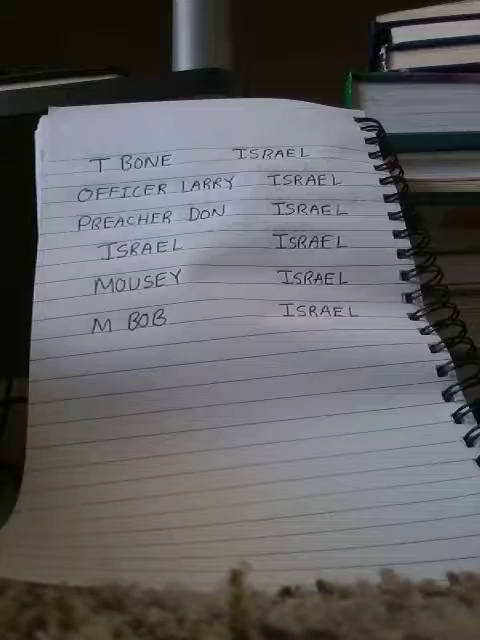 T BONE ISRAEL
OFFICER LARRY ISRAEL
PREACHER DON ISRAEL
ISRAEL ISRAEL
MOUSEY ISRAEL
M BOB ISRAEL